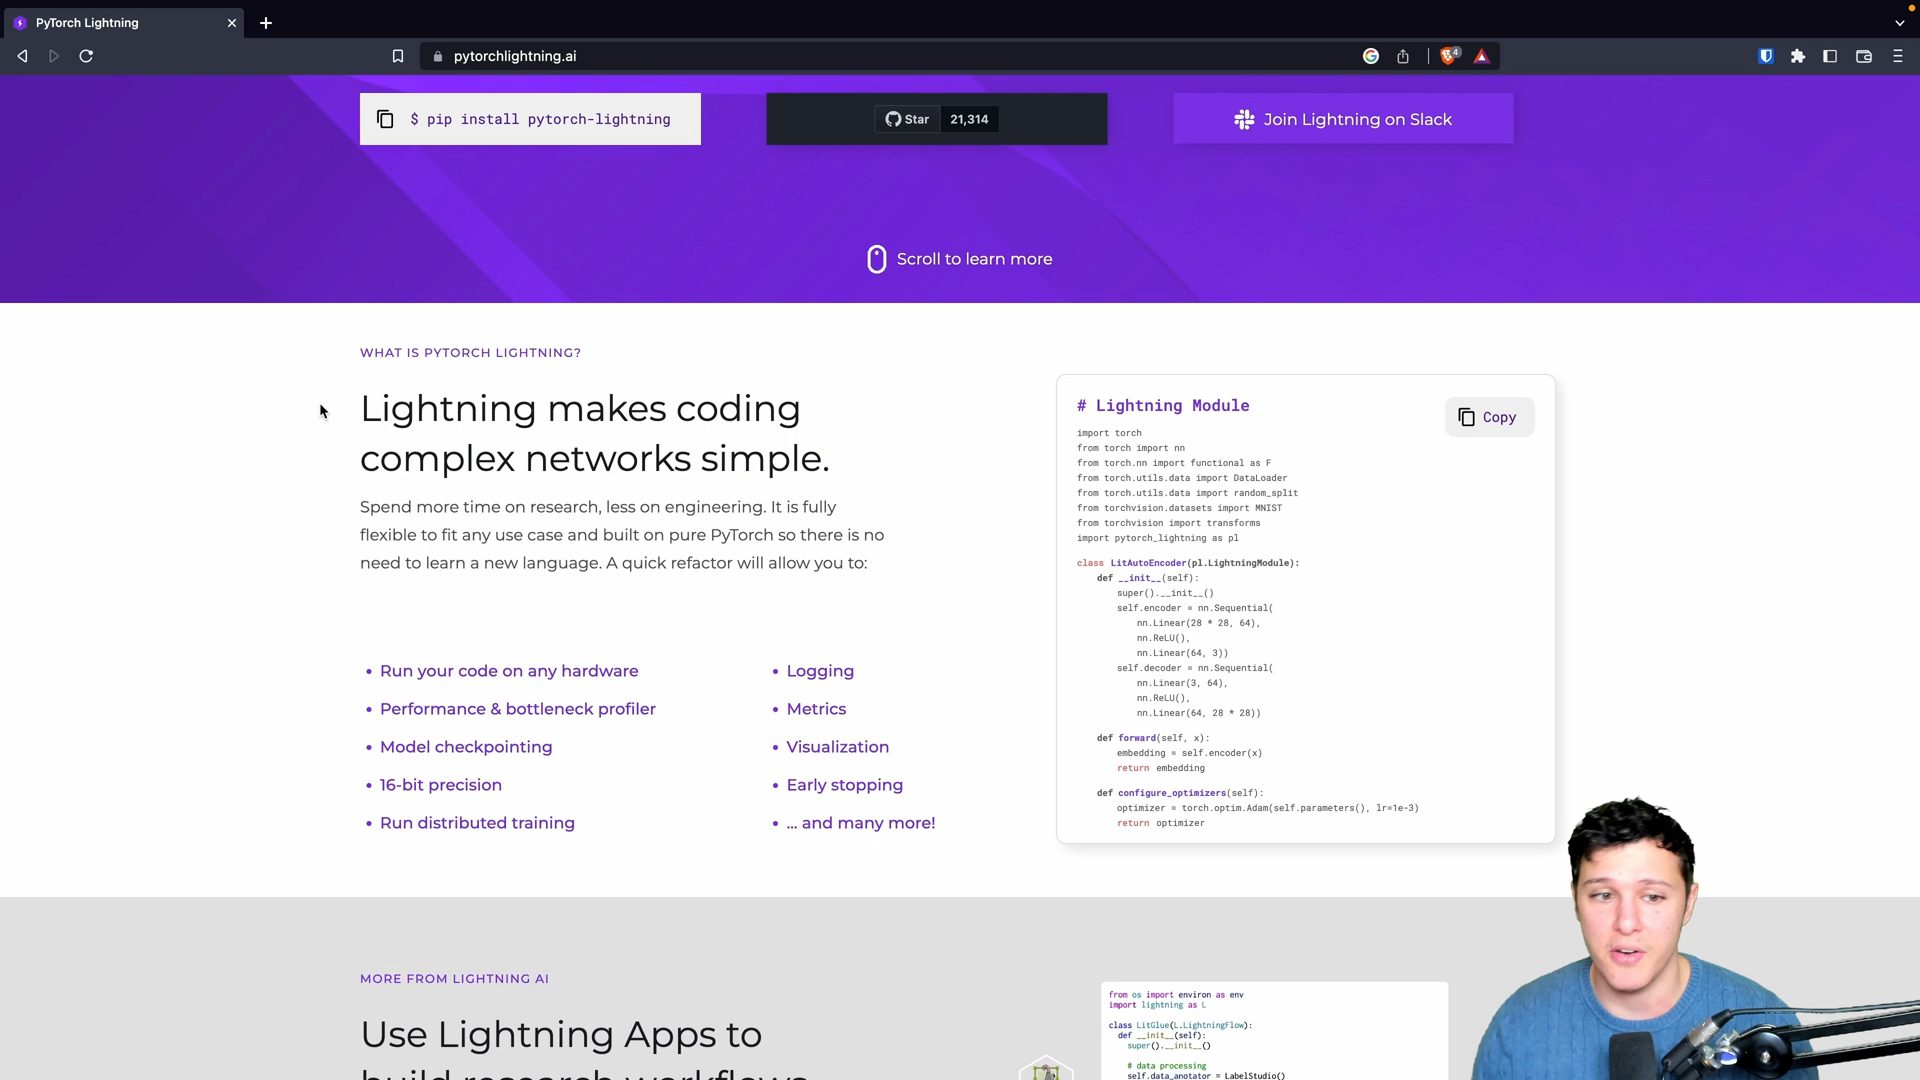 PyTorch Lightning
pytorchlightning.ai
4
$ pip install pytorch-lightning
Star 21,314
Join Lightning on Slack
Scroll to learn more
WHAT IS PYTORCH LIGHTNING?
Lightning makes coding
complex networks simple.
Spend more time on research, less on engineering. It is fully
flexible to fit any use case and built on pure PyTorch so there is no
need to learn a new language. A quick refactor will allow you to:
• Run your code on any hardware
• Performance & bottleneck profiler
• Model checkpointing
• 16-bit precision
• Run distributed training
• Logging
• Metrics
• Visualization
• Early stopping
• ... and many more!
# Lightning Module
Copy
import torch
from torch import nn
from torch.nn import functional as F
from torch.utils.data import DataLoader
from torch.utils.data import random_split
from torchvision.datasets import MNIST
from torchvision import transforms
import pytorch_lightning as pl
class LitAutoEncoder(pl.LightningModule):
def __init__(self):
super().__init__()
self.encoder = nn.Sequential(
nn.Linear(28 * 28, 64),
nn.ReLU(),
nn.Linear(64, 3))
self.decoder = nn.Sequential(
nn.Linear(3, 64),
nn.ReLU(),
nn.Linear(64, 28 * 28))
def forward(self, x):
embedding = self.encoder(x)
return embedding
def configure_optimizers(self):
optimizer = torch.optim.Adam(self.parameters(), lr=1e-3)
return optimizer
MORE FROM LIGHTNING AI
Use Lightning Apps to
build research workflows
from os import environ as env
import lightning as L
class LitGlue(L.LightningFlow):
def __init__(self):
super().__init__()
# data processing
self.data_anotator = LabelStudio()